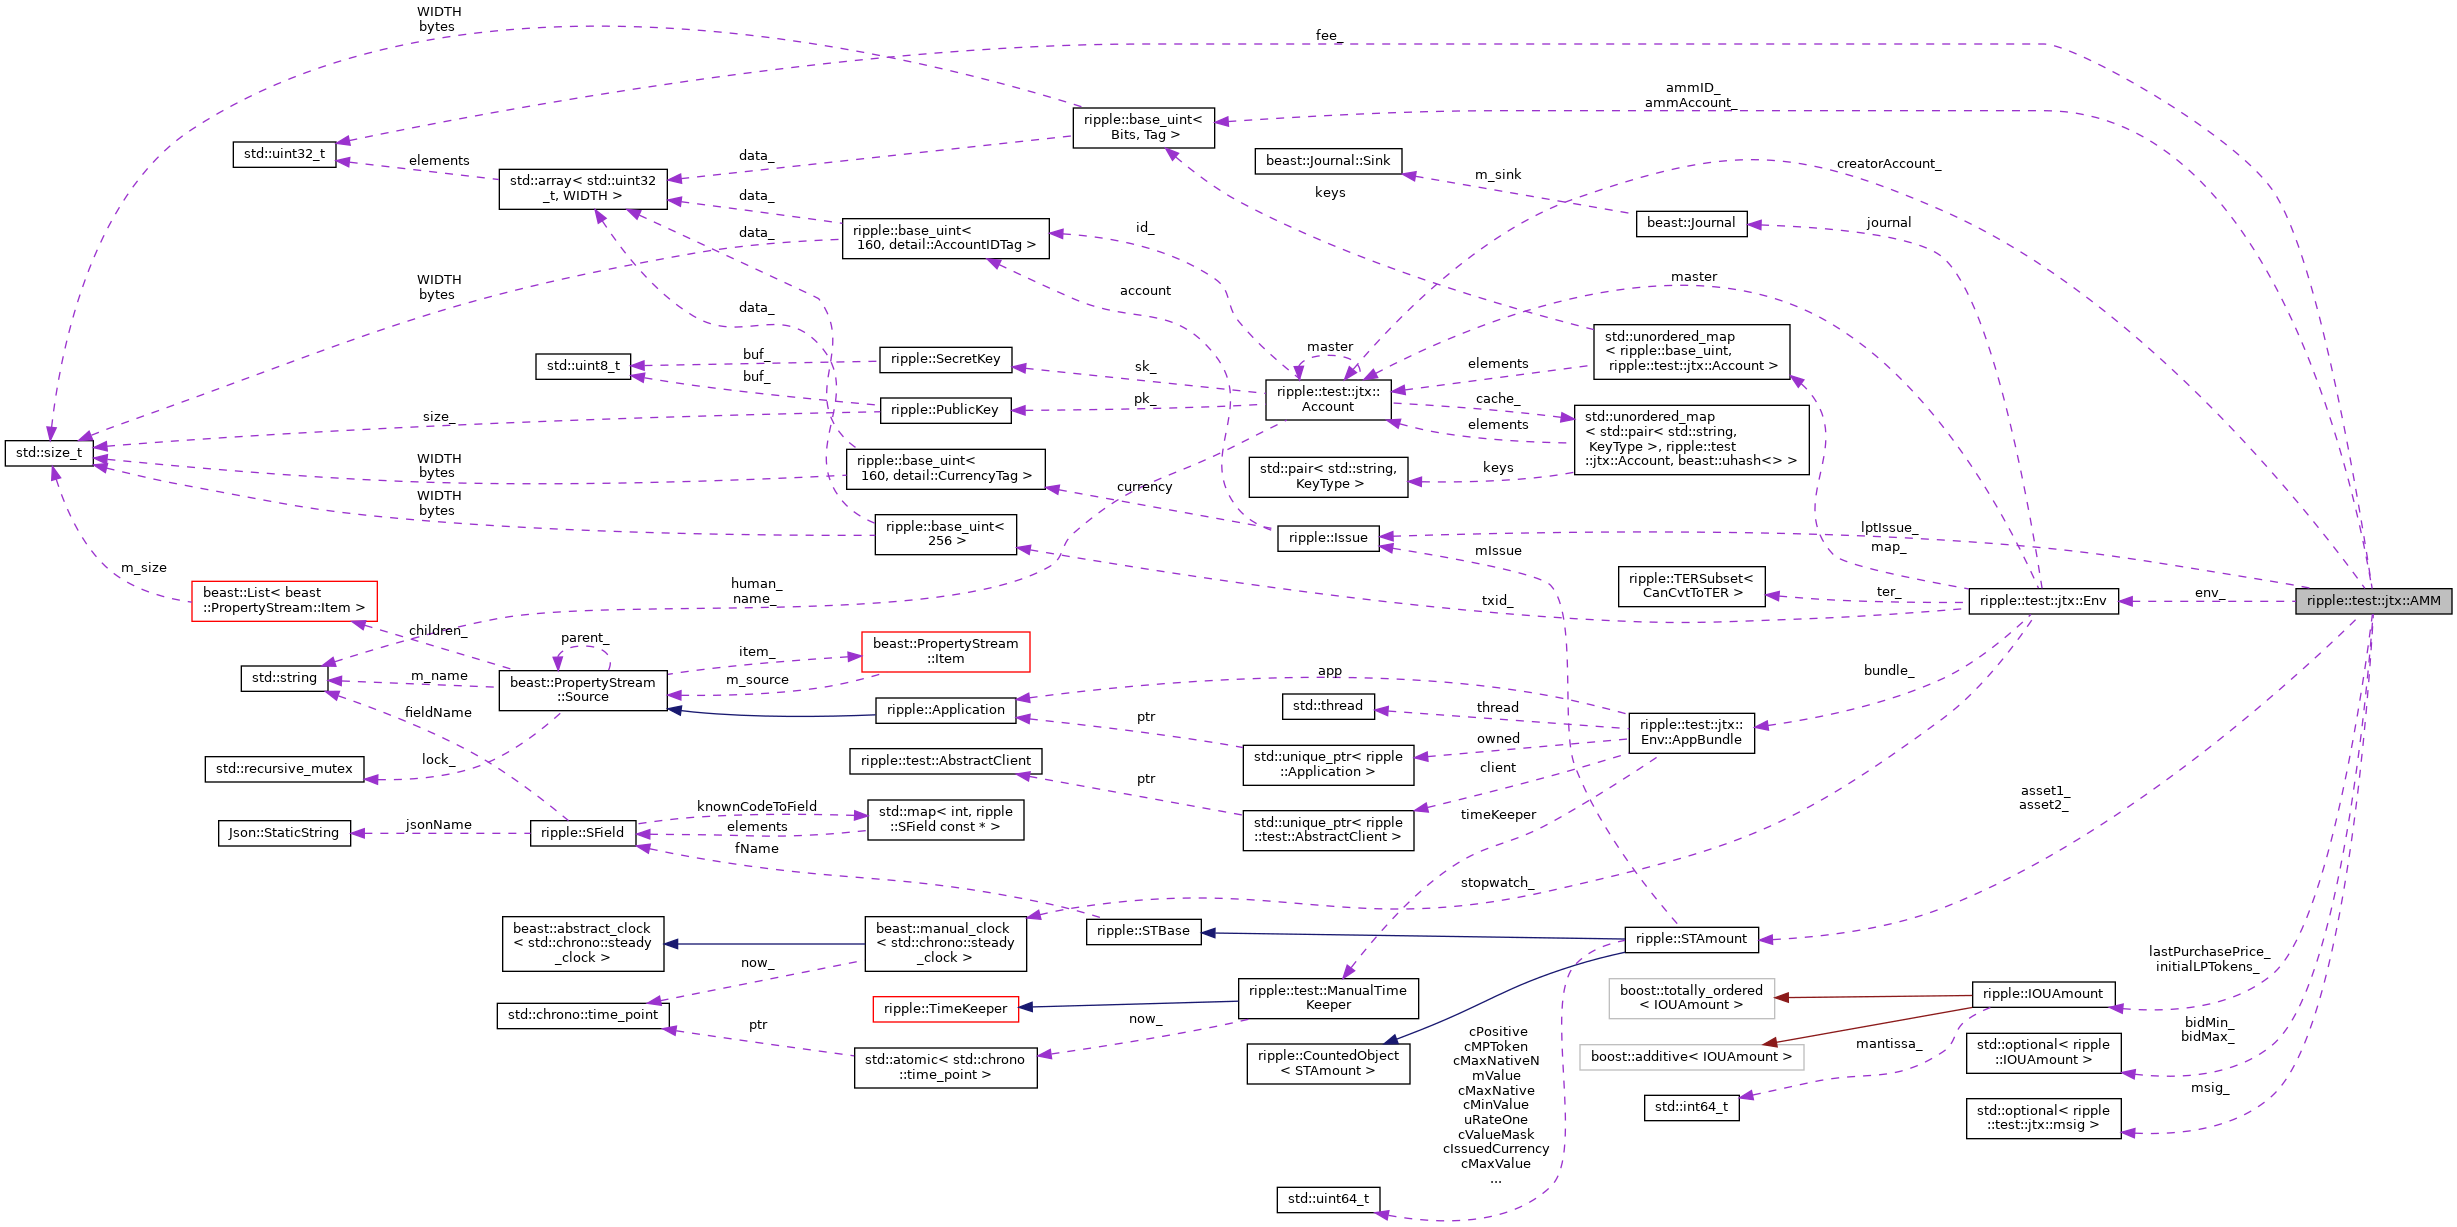 WIDTH
bytes
fee_
ammID_
ammAccount_
ripple::base_uint<
Bits, Tag >
std::uint32_t
elements
data_
beast::Journal::Sink
m_sink
creatorAccount_
std::array< std::uint32
_t, WIDTH >
data_
keys
beast::Journal
journal
ripple::base_uint<
160, detail::AccountIDTag >
id_
data_
WIDTH
bytes
account
master
data_
std::unordered_map
< ripple::base_uint,
ripple::test::jtx::Account >
std::uint8_t
buf_
buf_
ripple::SecretKey
sk_
master
elements
ripple::test::jtx::
Account
ripple::PublicKey
pk_
cache_
elements
std::unordered_map
< std::pair< std::string,
KeyType >, ripple::test
::jtx::Account, beast::uhash<> >
size_
std::size_t
WIDTH
bytes
ripple::base_uint<
160, detail::CurrencyTag >
std::pair< std::string,
KeyType >
keys
currency
WIDTH
bytes
ripple::base_uint<
256 >
ripple::Issue
lptIssue_
map_
mIssue
m_size
beast::List< beast
::PropertyStream::Item >
human_
name_
ripple::TERSubset<
CanCvtToTER >
ter_
txid_
ripple::test::jtx::Env
env_
ripple::test::jtx::AMM
children_
parent_
item_
m_source
beast::PropertyStream
::Item
std::string
m_name
beast::PropertyStream
::Source
fieldName
ripple::Application
app
ptr
std::thread
thread
bundle_
ripple::test::jtx::
Env::AppBundle
owned
std::unique_ptr< ripple
::Application >
client
std::recursive_mutex
lock_
ripple::test::AbstractClient
ptr
std::unique_ptr< ripple
::test::AbstractClient >
timeKeeper
asset1_
asset2_
Json::StaticString
jsonName
ripple::SField
knownCodeToField
elements
fName
std::map< int, ripple
::SField const * >
stopwatch_
beast::abstract_clock
< std::chrono::steady
_clock >
beast::manual_clock
< std::chrono::steady
_clock >
ripple::STBase
ripple::STAmount
now_
std::chrono::time_point
ptr
ripple::TimeKeeper
ripple::test::ManualTime
Keeper
now_
std::atomic< std::chrono
::time_point >
ripple::CountedObject
< STAmount >
lastPurchasePrice_
initialLPTokens_
boost::totally_ordered
< IOUAmount >
ripple::IOUAmount
boost::additive< IOUAmount >
mantissa_
std::int64_t
bidMin_
bidMax_
std::optional< ripple
::IOUAmount >
msig_
std::optional< ripple
::test::jtx::msig >
cPositive
cMPToken
cMaxNativeN
mValue
cMaxNative
cMinValue
uRateOne
cValueMask
cIssuedCurrency
cMaxValue
...
std::uint64_t